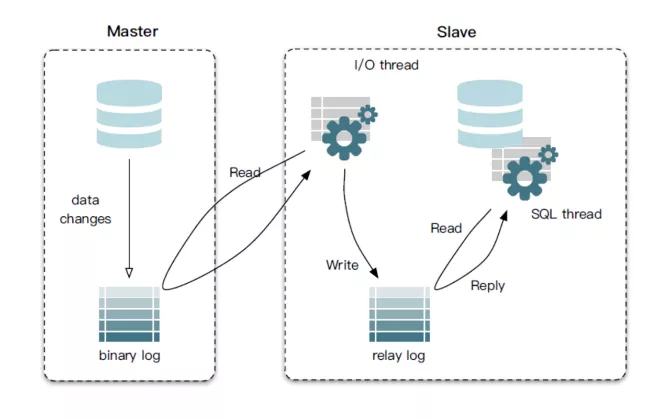 Master
Slave
I/O thread
Read
data
changes
Write
Read
SQL thread
Reply
binary log
relay log